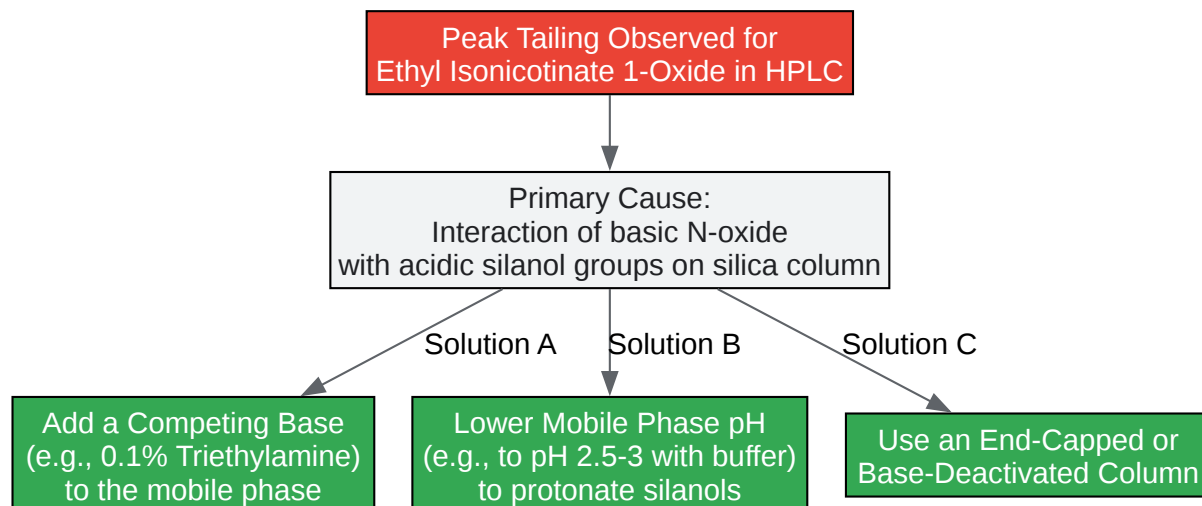 Peak Tailing Observed for
Ethyl Isonicotinate 1-Oxide in HPLC
Primary Cause:
Interaction of basic N-oxide
with acidic silanol groups on silica column
Solution A
Solution B
Solution C
Add a Competing Base
(e.g., 0.1% Triethylamine)
to the mobile phase
Lower Mobile Phase pH
(e.g., to pH 2.5-3 with buffer)
to protonate silanols
Use an End-Capped or
Base-Deactivated Column